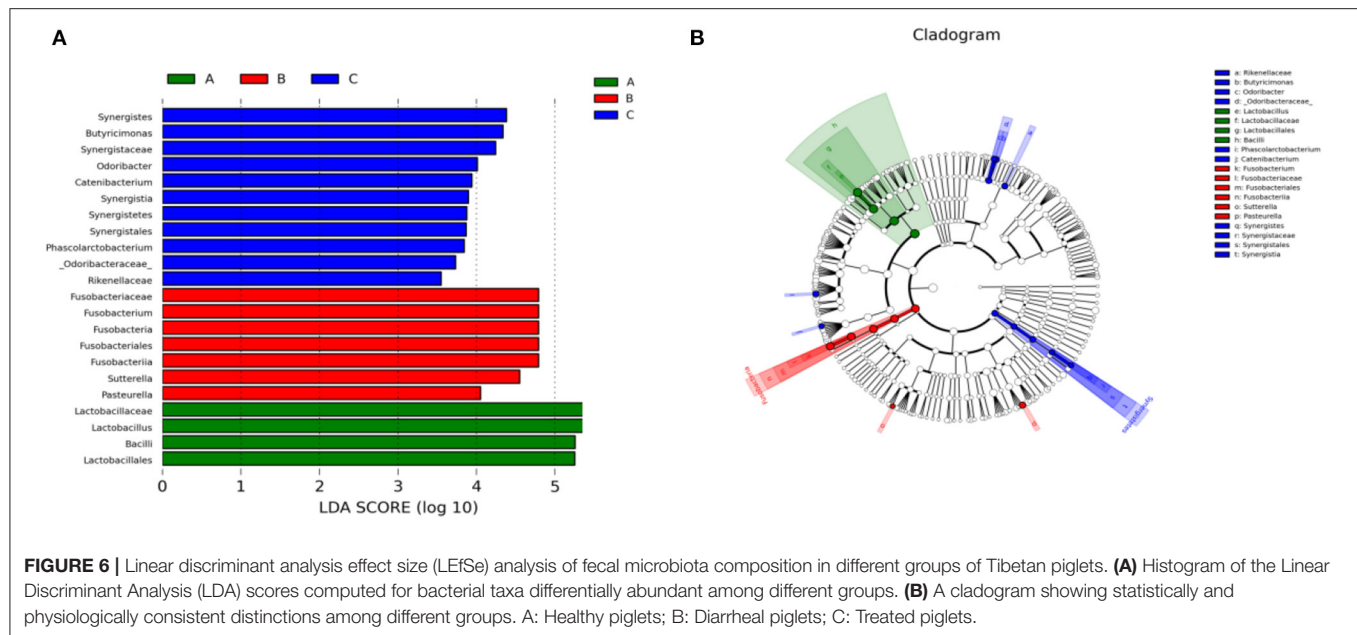 A
A B C
A
B
C
Synergistes
Butyricimonas
Synergistaceae
Odoribacter
Catenibacterium
Synergistia
Synergistetes
Synergistales
Phascolarctobacterium
_Odoribacteraceae_
Rikenellaceae
Fusobacteriaceae
Fusobacterium
Fusobacteria
Fusobacteriales
Fusobacteriia
Sutterella
Pasteurella
Lactobacillaceae
Lactobacillus
Bacilli
Lactobacillales
0 1 2 3 4 5
LDA SCORE (log 10)
B
Cladogram
h
g
d
Fusobacteria
Synergistetes
a: Rikenellaceae
b: Butyricimonas
c: Odoribacter
d: _Odoribacteraceae_
e: Lactobacillus
f: Lactobacillaceae
g: Lactobacillales
h: Bacilli
i: Phascolarctobacterium
j: Catenibacterium
k: Fusobacterium
l: Fusobacteriaceae
m: Fusobacteriales
n: Fusobacteriia
o: Sutterella
p: Pasteurella
q: Synergistes
r: Synergistaceae
s: Synergistales
t: Synergistia
FIGURE 6 | Linear discriminant analysis effect size (LEfSe) analysis of fecal microbiota composition in different groups of Tibetan piglets. (A) Histogram of the Linear
Discriminant Analysis (LDA) scores computed for bacterial taxa differentially abundant among different groups. (B) A cladogram showing statistically and
physiologically consistent distinctions among different groups. A: Healthy piglets; B: Diarrheal piglets; C: Treated piglets.